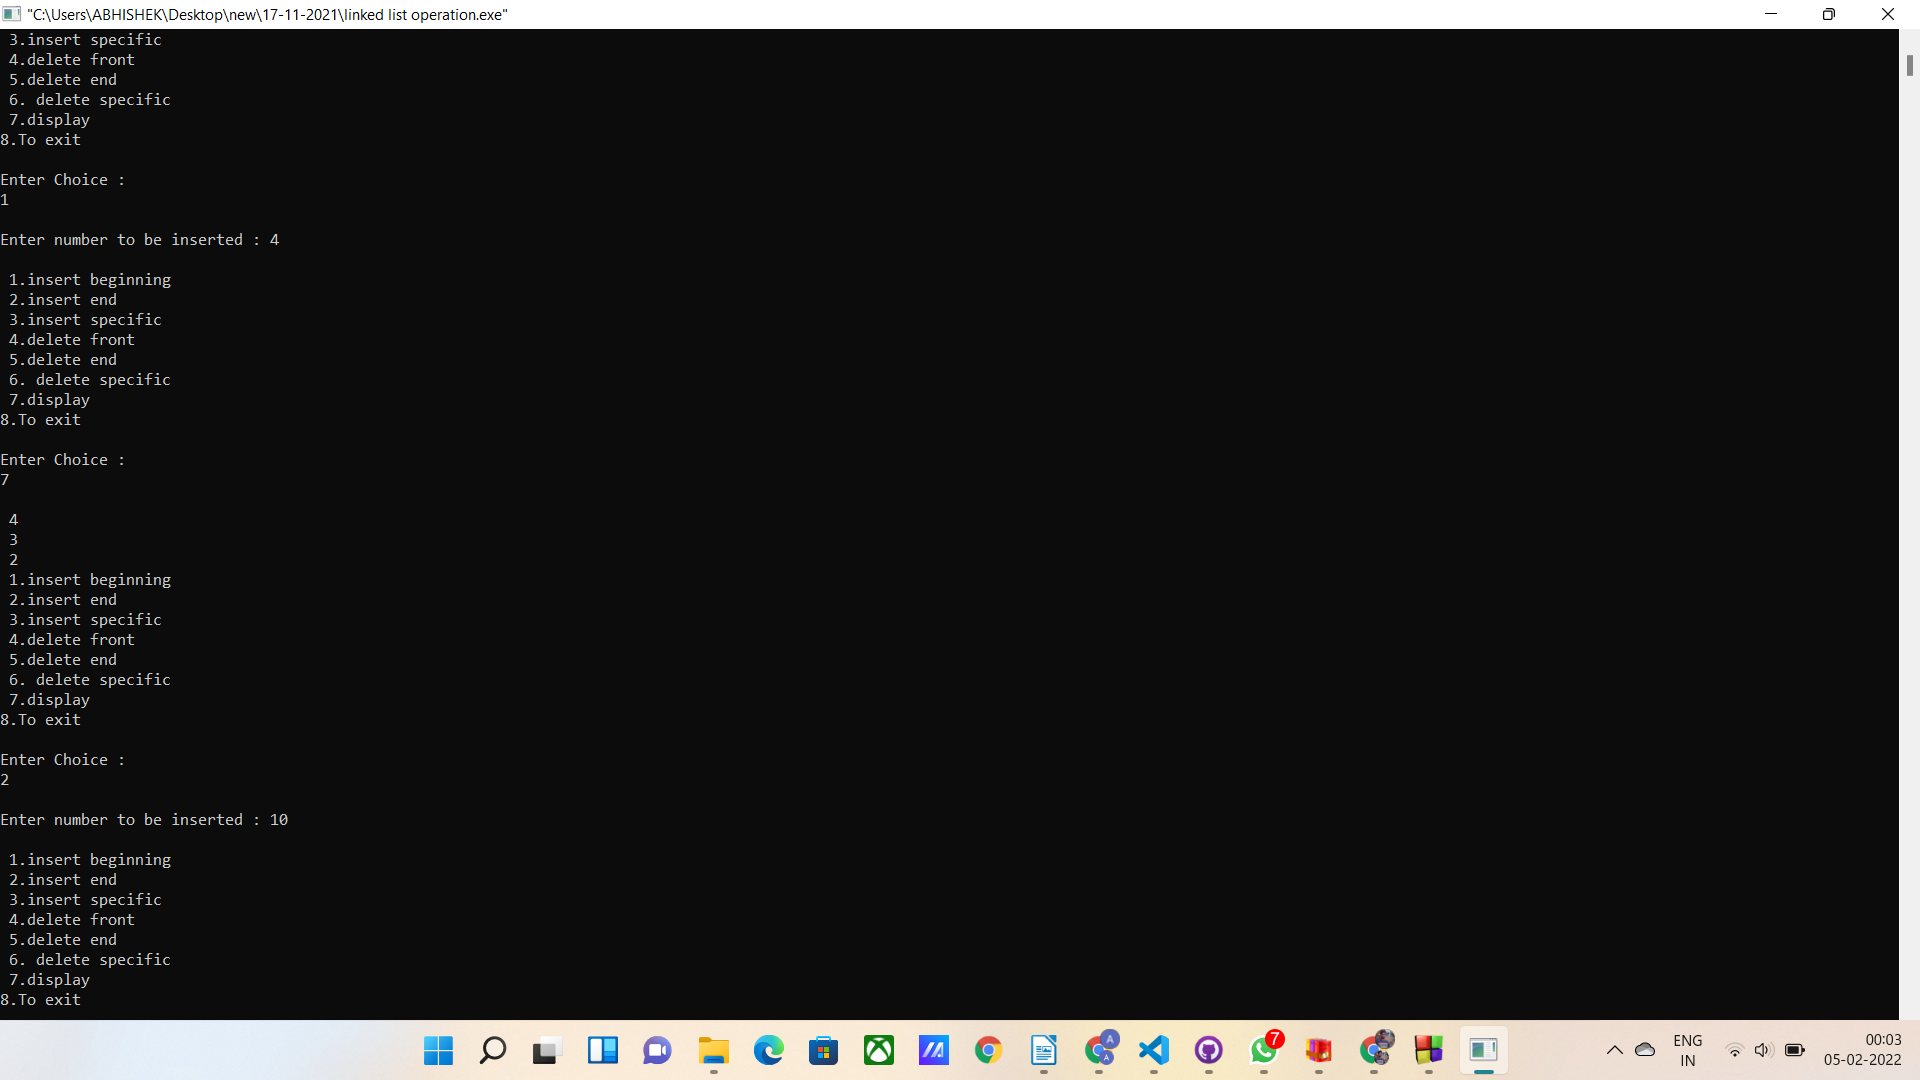 "C:\Users\ABHISHEK\Desktop\new\17-11-2021\linked list operation.exe"
3.insert specific
4.delete front
5.delete end
6. delete specific
7.display
8.To exit
Enter Choice :
1
Enter number to be inserted : 4
1.insert beginning
2.insert end
3.insert specific
4.delete front
5.delete end
6. delete specific
7.display
8.To exit
Enter Choice :
7
4
3
2
1.insert beginning
2.insert end
3.insert specific
4.delete front
5.delete end
6. delete specific
7.display
8.To exit
Enter Choice :
2
Enter number to be inserted : 10
1.insert beginning
2.insert end
3.insert specific
4.delete front
5.delete end
6. delete specific
7.display
8.To exit
A
A
7
ENG
IN
00:03
05-02-2022